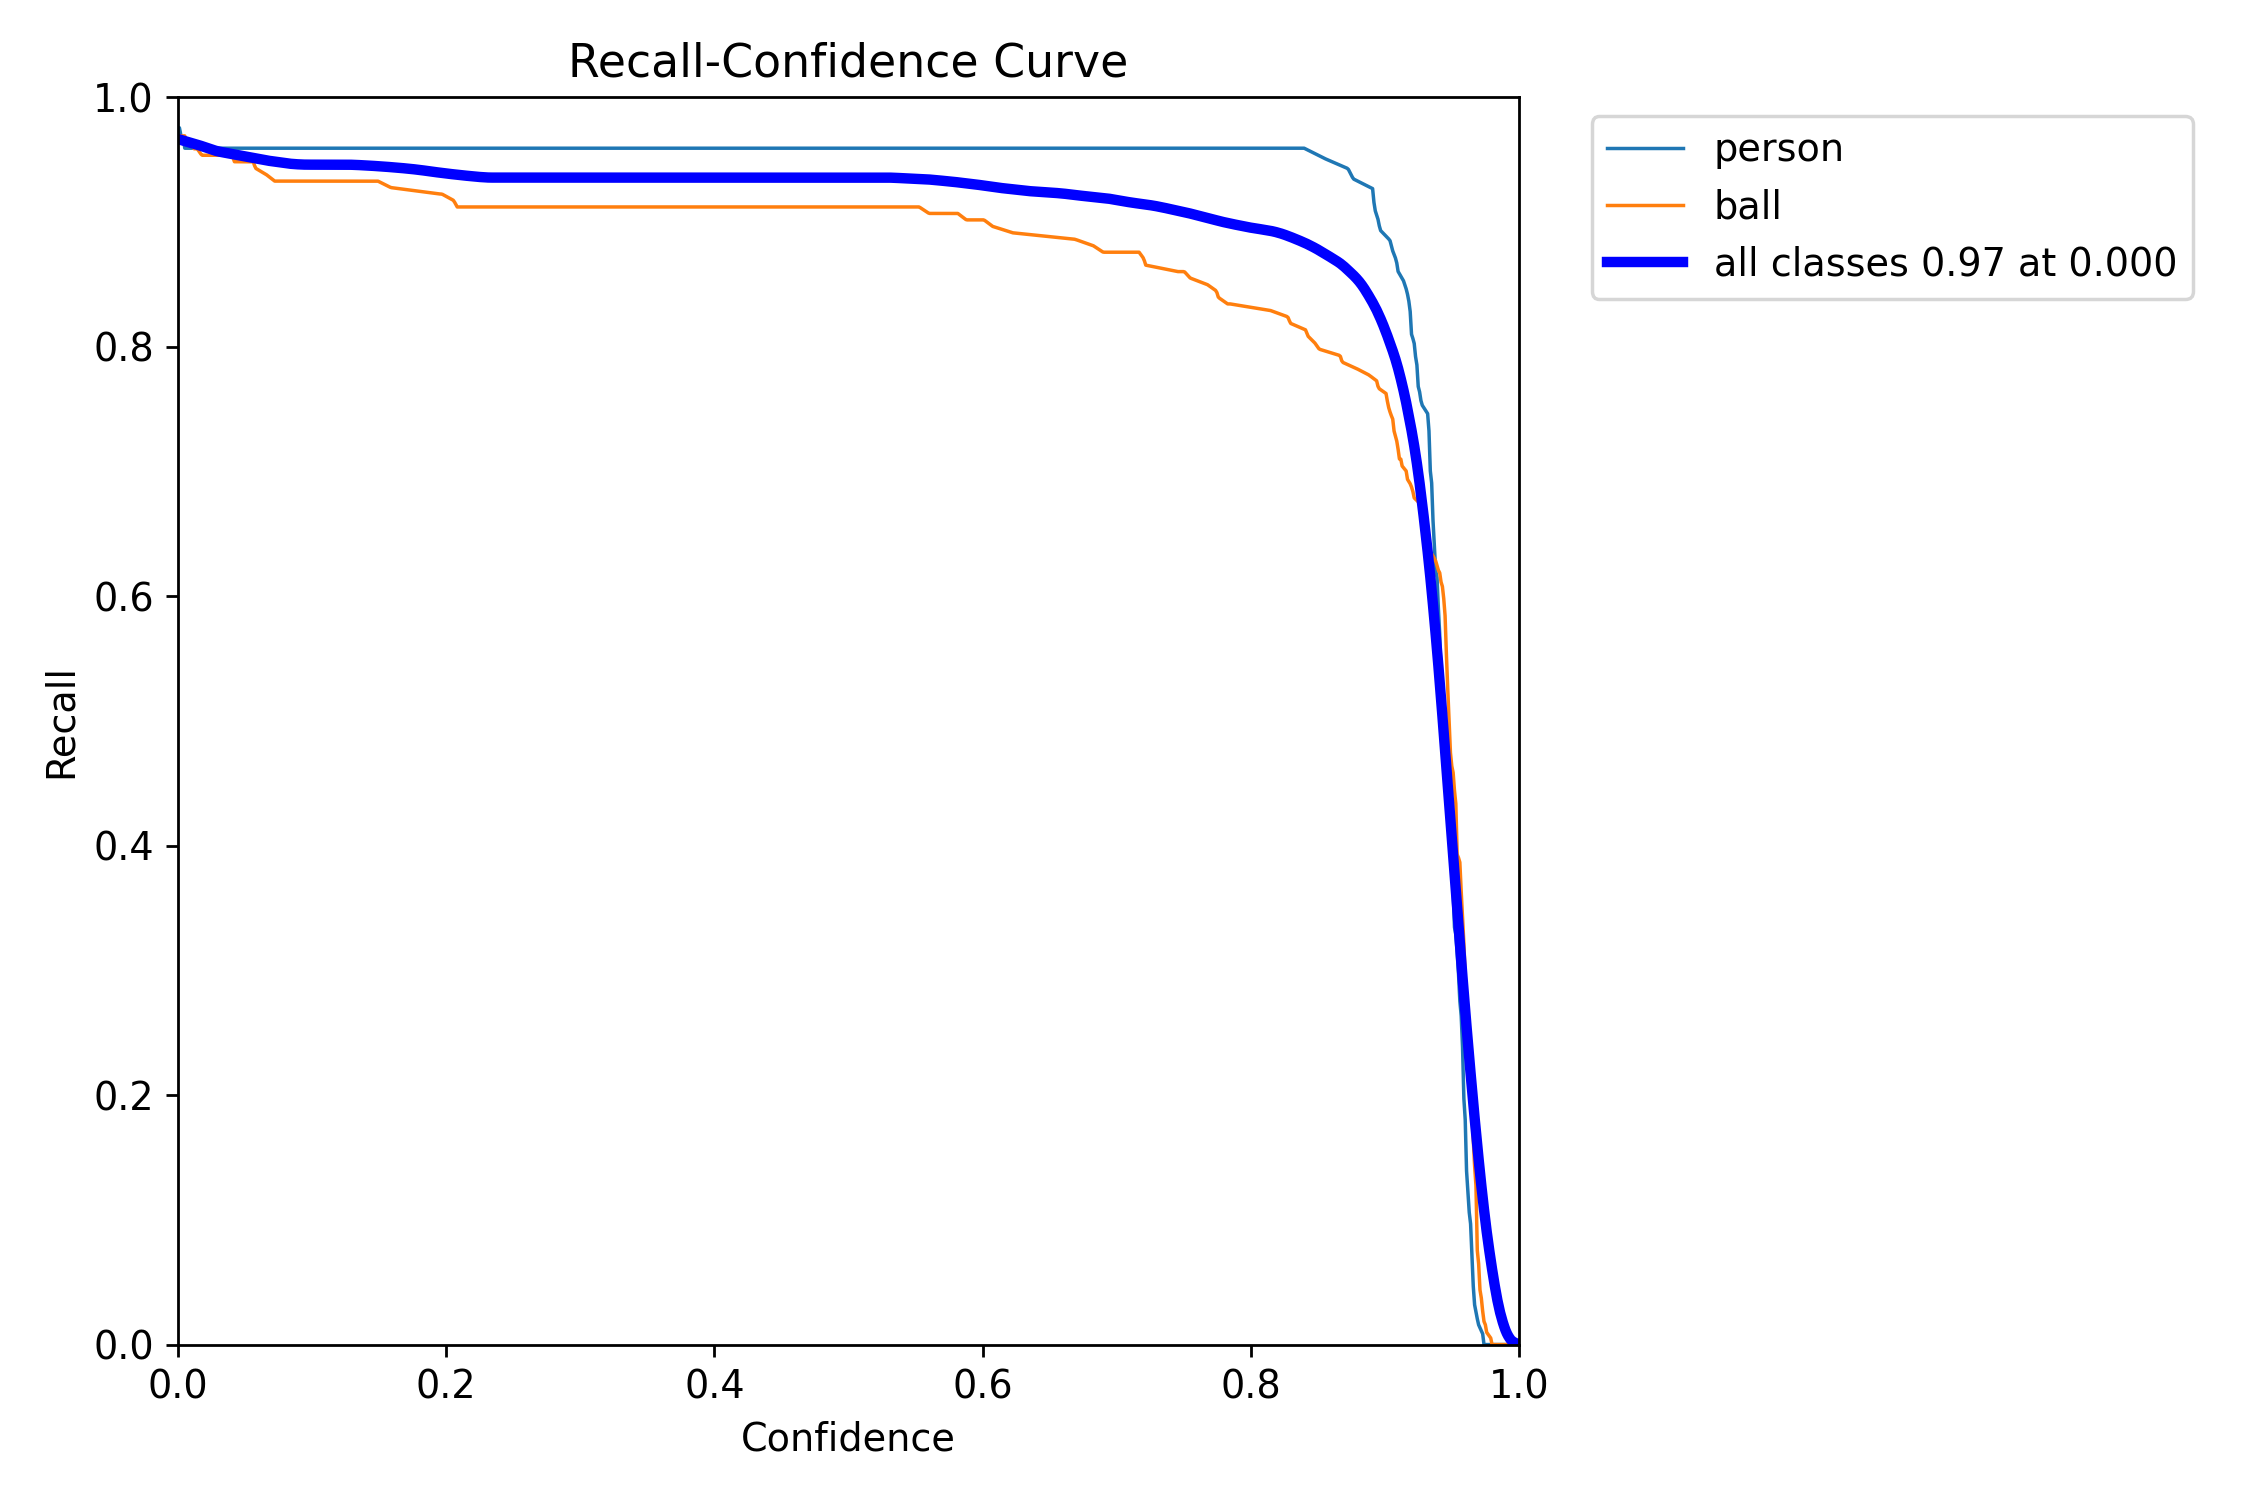 Recall-Confidence Curve
1.0
0.8
0.6
0.4
0.2
0.0
Recall
0.0 0.2 0.4 0.6 0.8 1.0
Confidence
person
ball
all classes 0.97 at 0.000